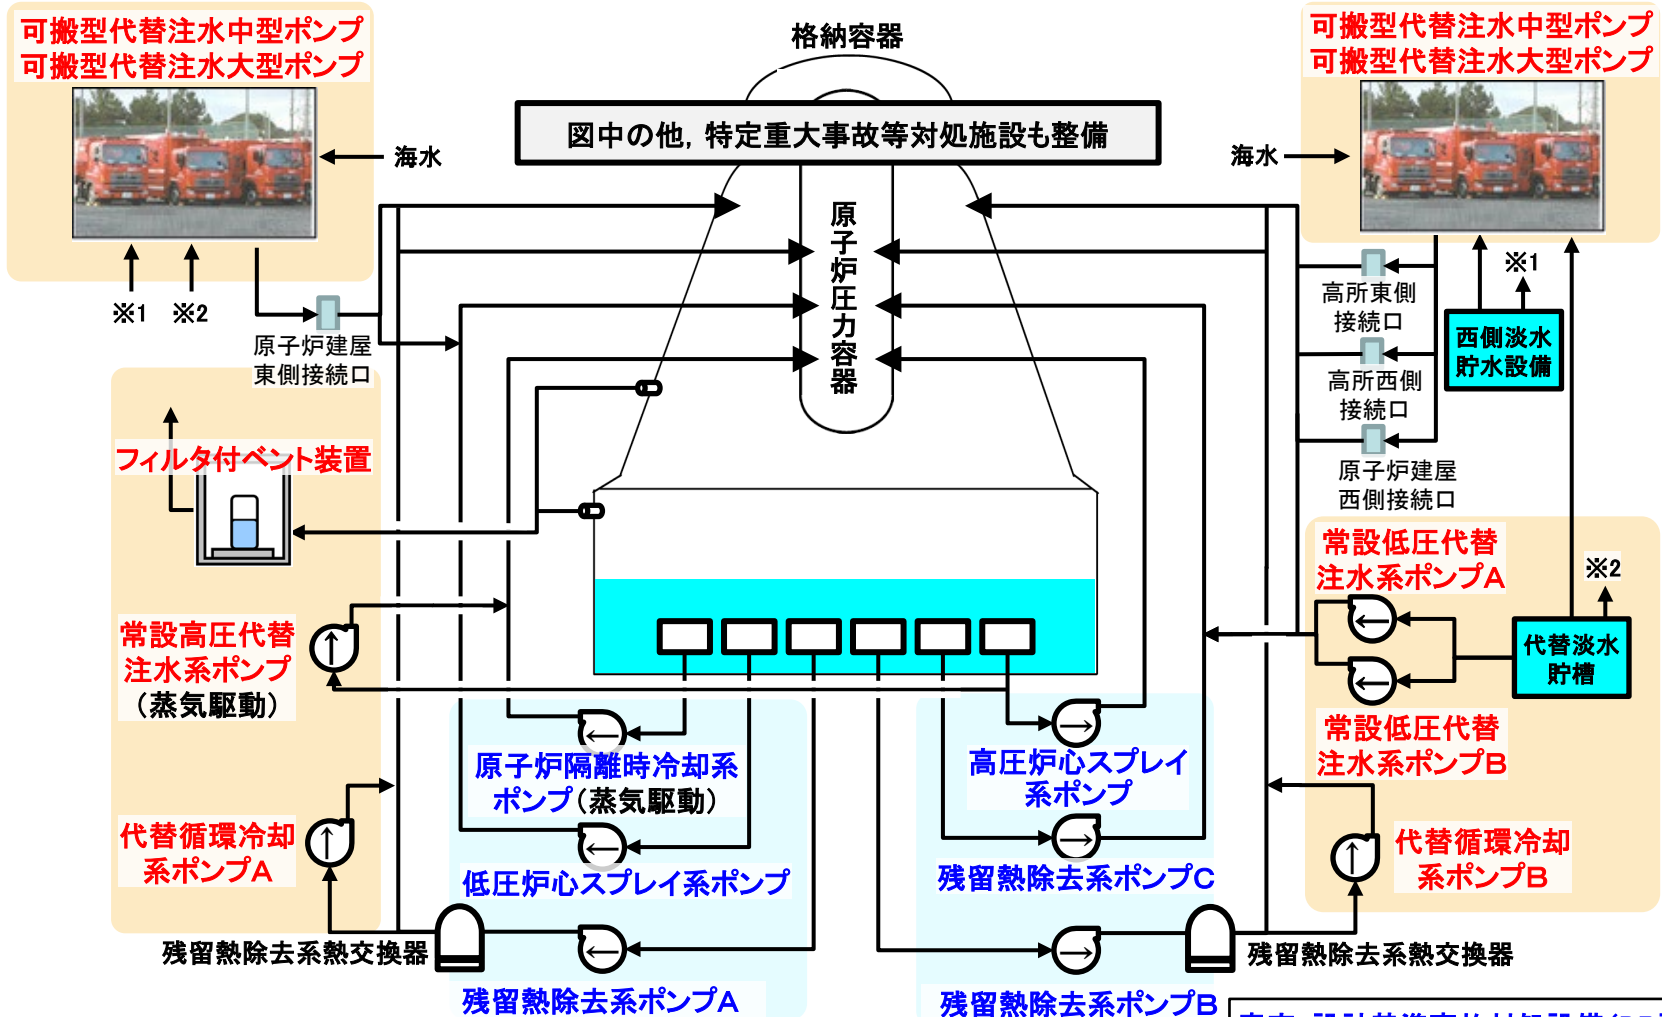 可搬型代替注水中型ポンプ
可搬型代替注水大型ポンプ
格納容器
可搬型代替注水中型ポンプ
可搬型代替注水大型ポンプ
図中の他，特定重大事故等対処施設も整備
海水
海水
原子炉圧力容器
※1
※2
※1
原子炉建屋
東側接続口
高所東側
接続口
西側淡水
貯水設備
高所西側
接続口
フィルタ付ベント装置
原子炉建屋
西側接続口
常設低圧代替
注水系ポンプA
※2
常設高圧代替
注水系ポンプ
（蒸気駆動）
代替淡水
貯槽
常設低圧代替
注水系ポンプB
原子炉隔離時冷却系
ポンプ（蒸気駆動）
高圧炉心スプレイ
系ポンプ
代替循環冷却
系ポンプA
低圧炉心スプレイ系ポンプ
残留熱除去系ポンプC
代替循環冷却
系ポンプB
残留熱除去系熱交換器
残留熱除去系熱交換器
残留熱除去系ポンプA
残留熱除去系ポンプB